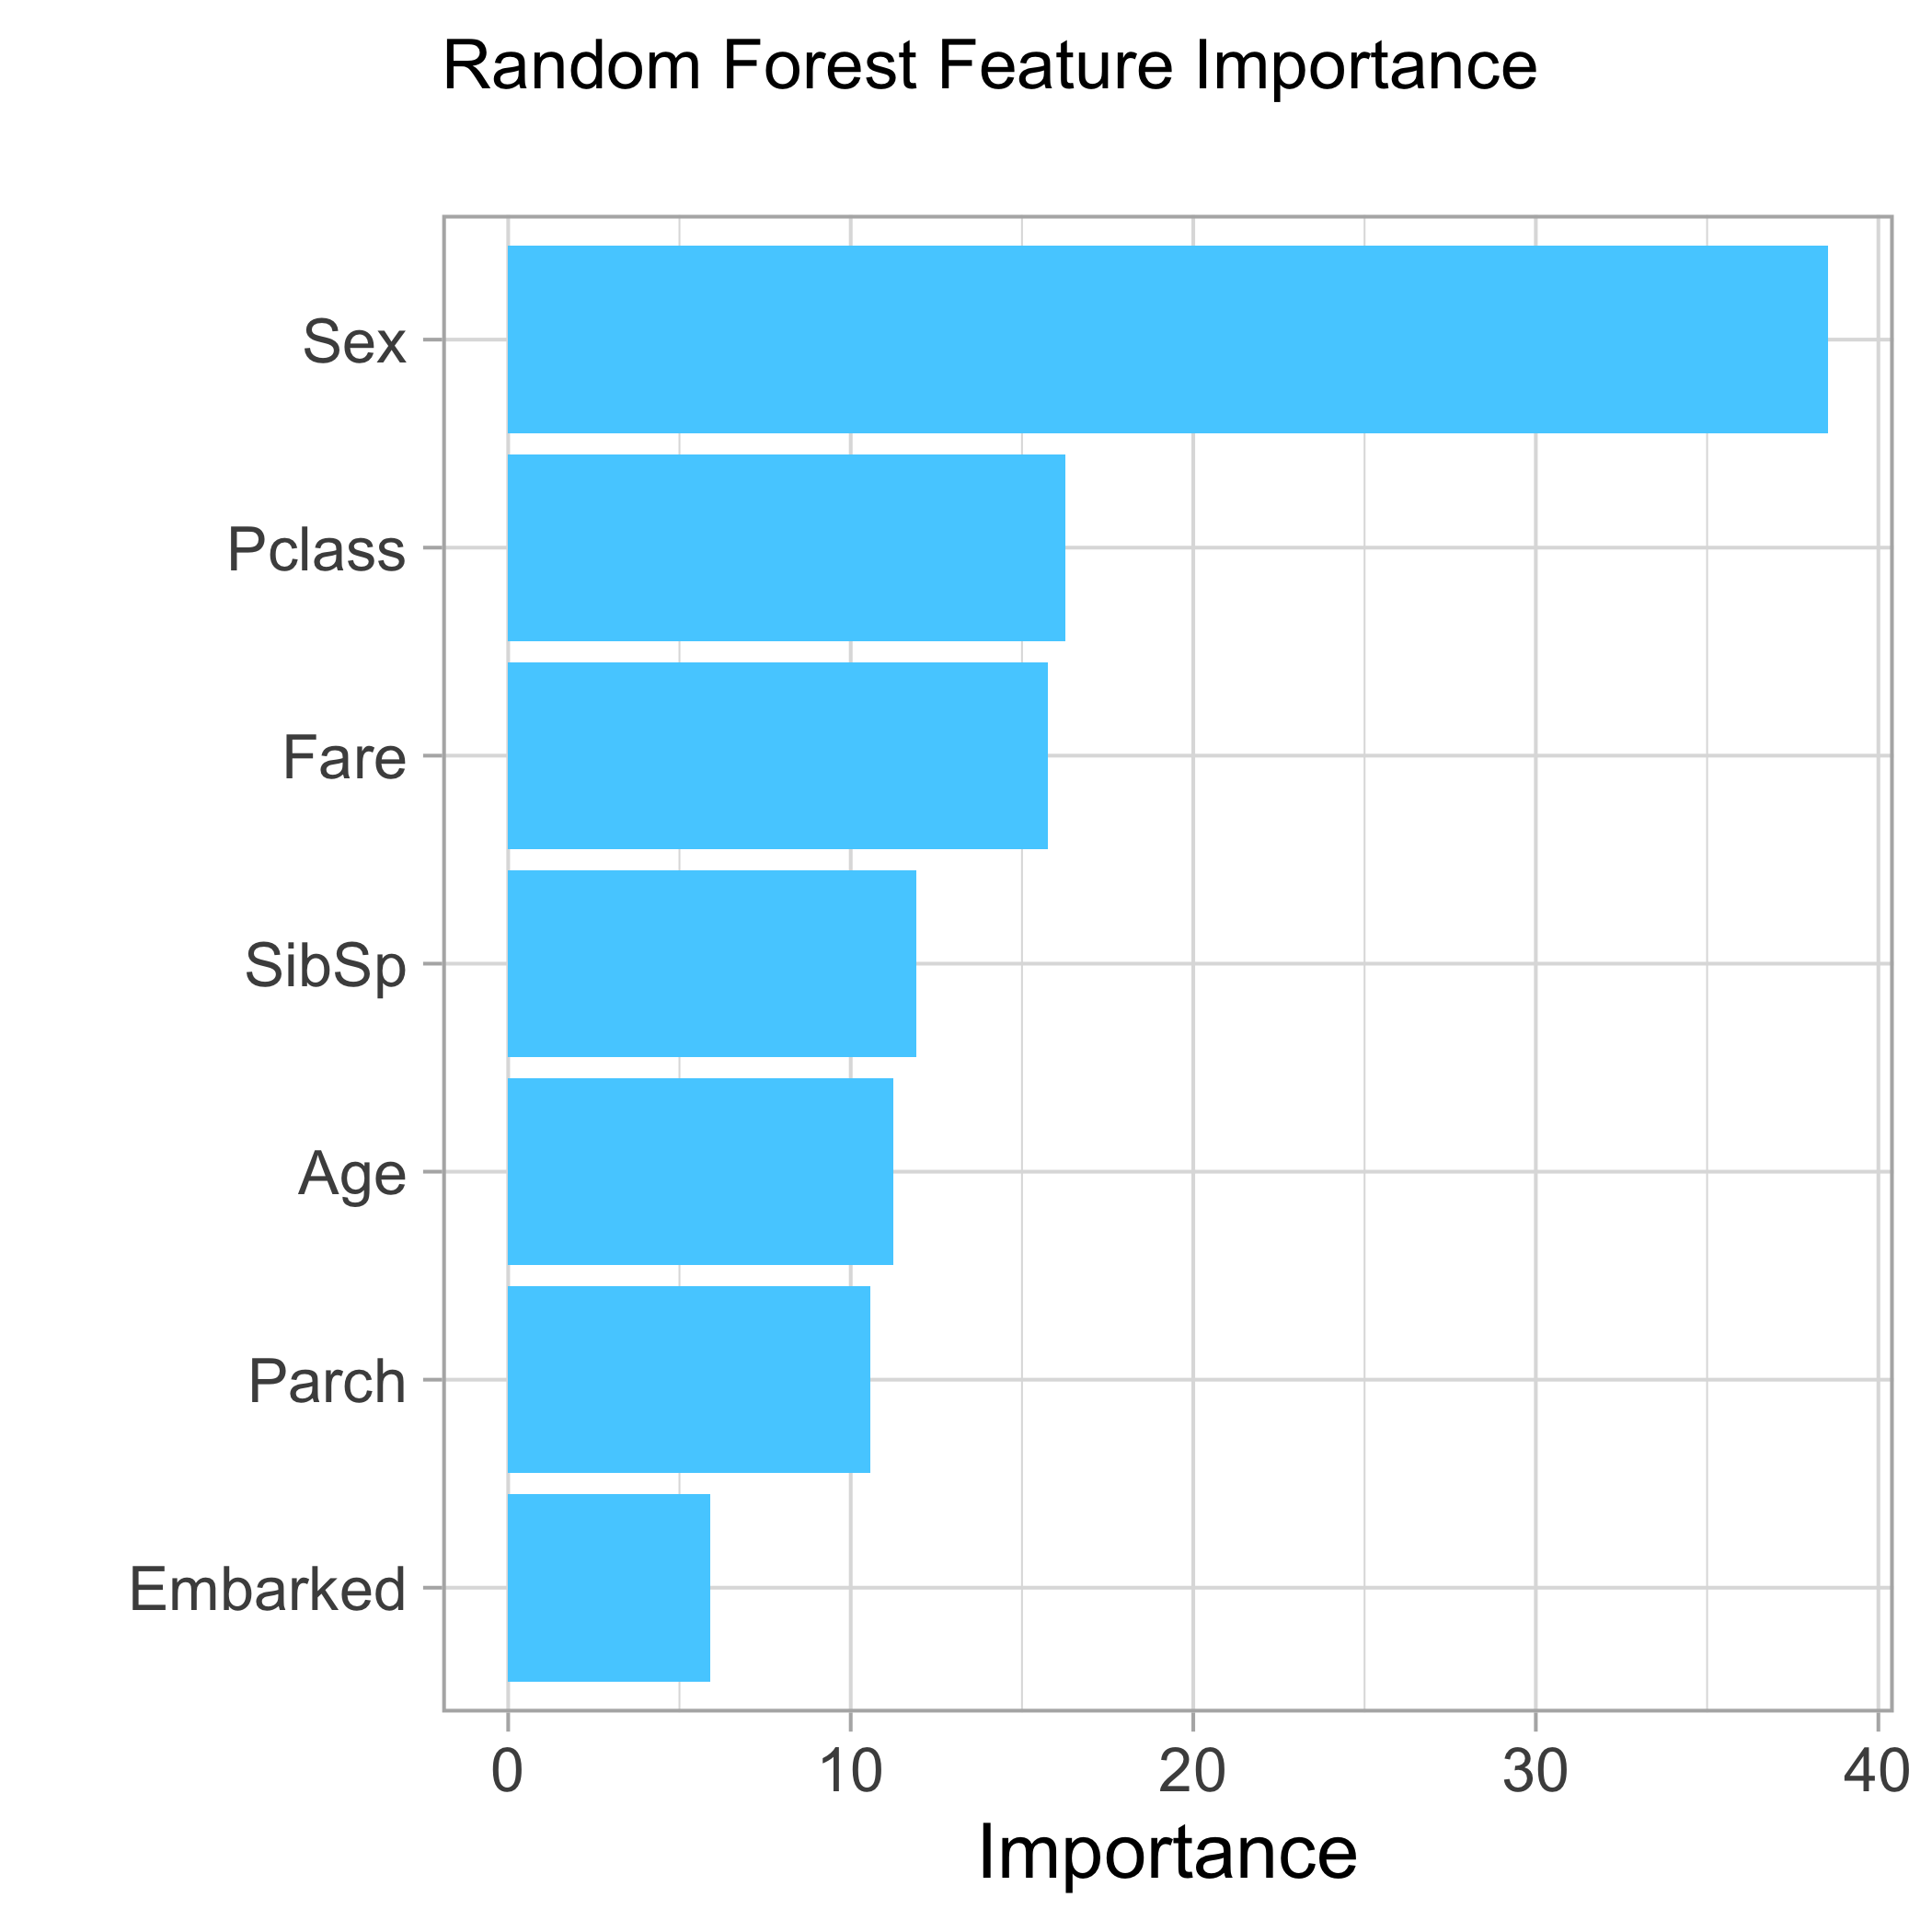 Random Forest Feature Importance
Sex
Pclass
Fare
SibSp
Age
Parch
Embarked
0 10 20 30 40
Importance